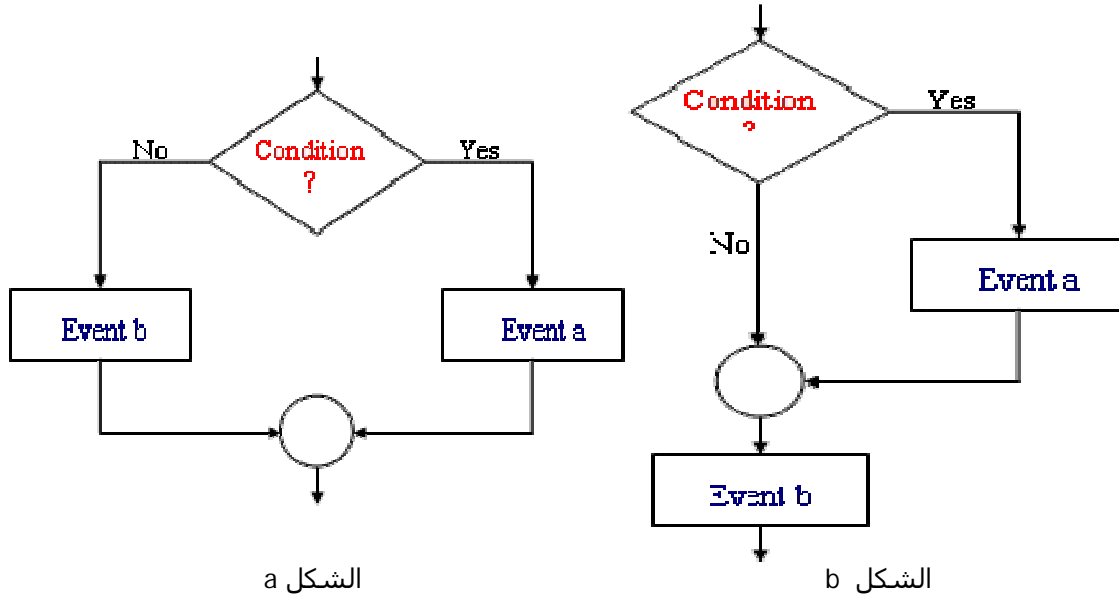 No
Condition
?
Yes
Event b
Event a
الشكل a
Condition
?
Yes
No
Event a
Event b
الشكل b